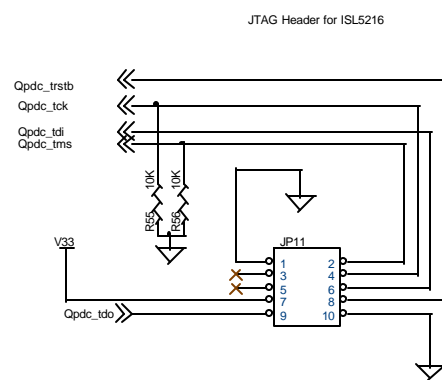 JTAG Header for ISL5216
Qpdc_trstb
Qpdc_tck
Qpdc_tdi
Qpdc_tms
10K
10K
R55
R56
V33
JP11
1 2
3 4
5 6
7 8
9 10
Qpdc_tdo